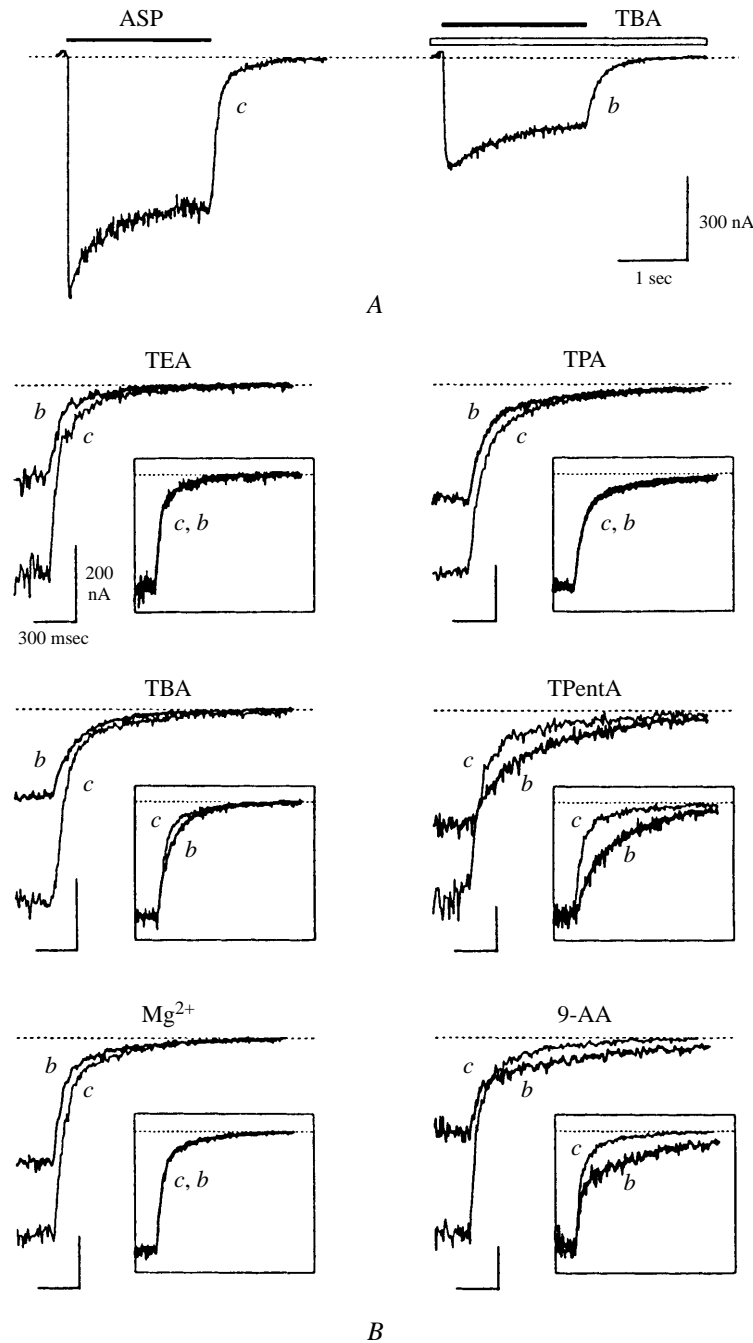 ASP TBA
c b
300 nA
1 sec
A
TEA TPA
b c b c
c, b c, b
200
nA
300 msec
TBA TPentA
b c c b
c b c b
Mg²⁺ 9-AA
b c c b
c, b c b
B